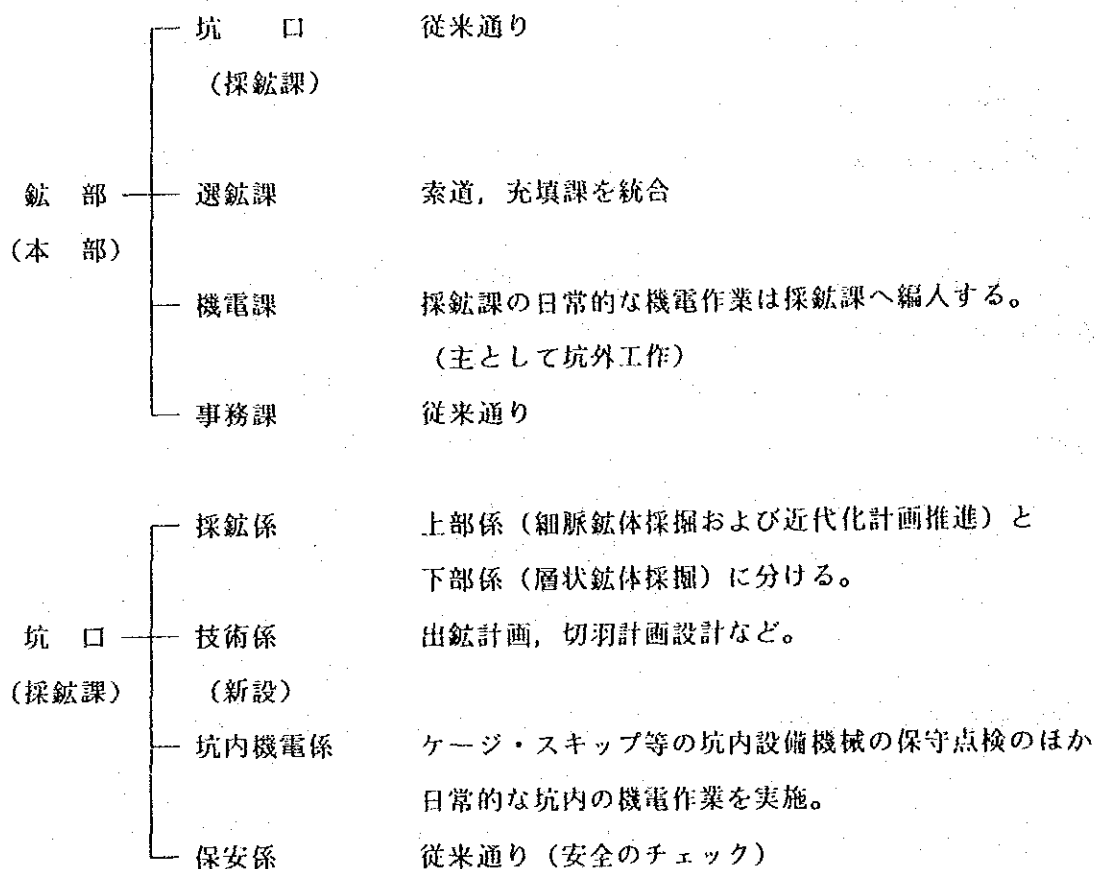 坑　口　従来通り
（採鉱課）
鉱　部　選鉱課　索道，充填課を統合
（本　部）
機電課　採鉱課の日常的な機電作業は採鉱課へ編入する。
（主として坑外工作）
事務課　従来通り
採鉱係　上部係（細脈鉱体採掘および近代化計画推進）と
下部係（層状鉱体採掘）に分ける。
坑　口　技術係　出鉱計画，切羽計画設計など。
（採鉱課）　（新設）
坑内機電係　ケージ・スキップ等の坑内設備機械の保守点検のほか
日常的な坑内の機電作業を実施。
保安係　従来通り（安全のチェック）